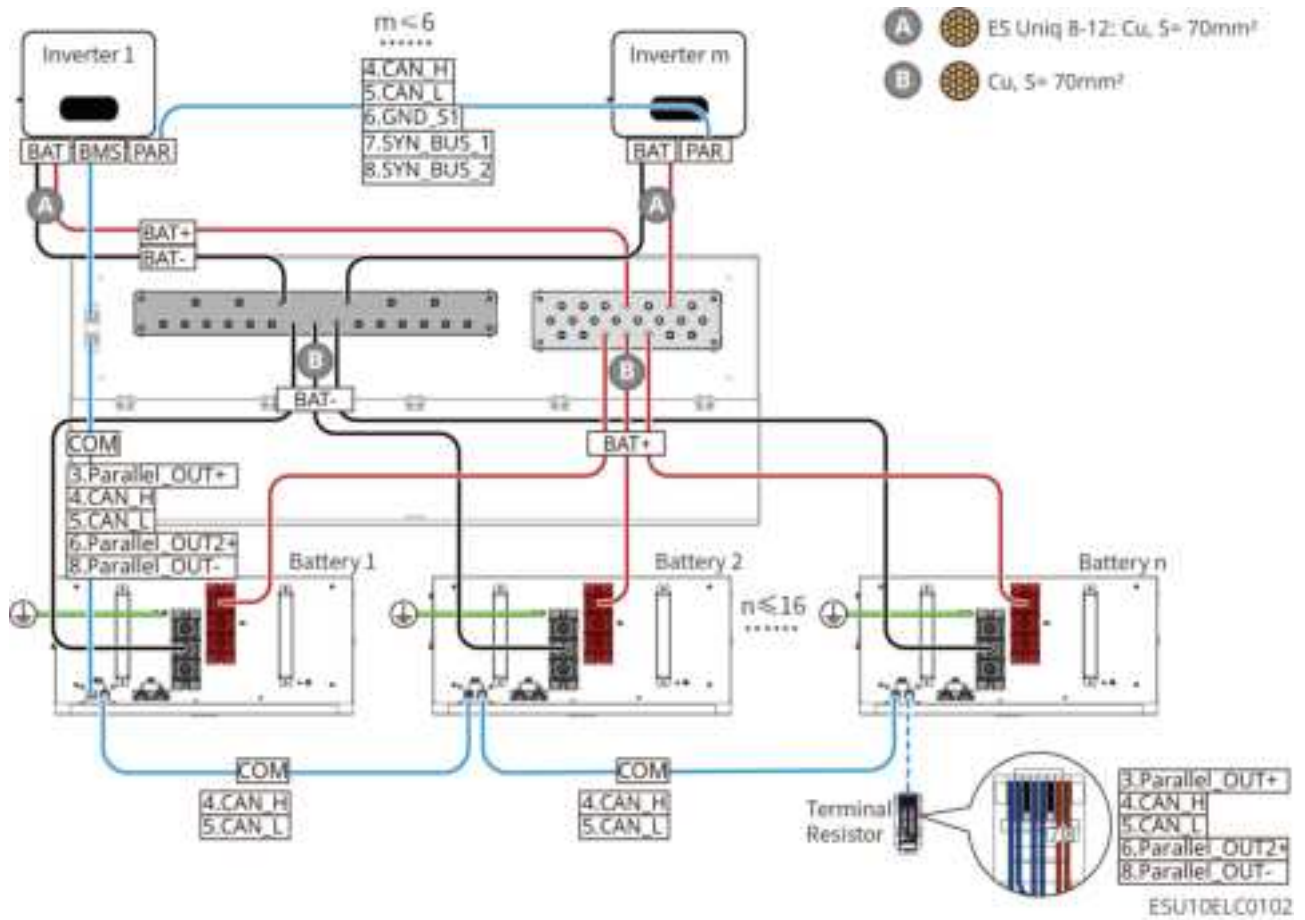 m≤6
......
Inverter 1
Inverter m
4.CAN_H
5.CAN_L
6.GND_S1
7.SYN_BUS_1
8.SYN_BUS_2
A
ES Uniq 8-12: Cu, S= 70mm²
B
Cu, S= 70mm²
BAT
BMS
PAR
BAT
PAR
A
A
BAT+
BAT-
B
B
BAT-
BAT+
COM
3.Parallel_OUT+
4.CAN_H
5.CAN_L
6.Parallel_OUT2+
8.Parallel_OUT-
Battery 1
Battery 2
Battery n
n≤16
......
COM
4.CAN_H
5.CAN_L
COM
4.CAN_H
5.CAN_L
Terminal
Resistor
3.Parallel_OUT+
4.CAN_H
5.CAN_L
6.Parallel_OUT2+
8.Parallel_OUT-
ESU10ELC0102